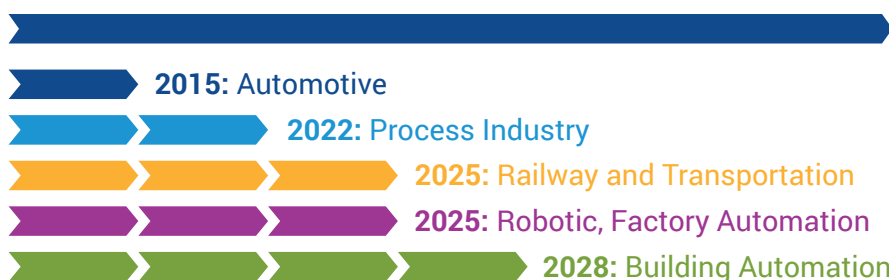 2015: Automotive
2022: Process Industry
2025: Railway and Transportation
2025: Robotic, Factory Automation
2028: Building Automation